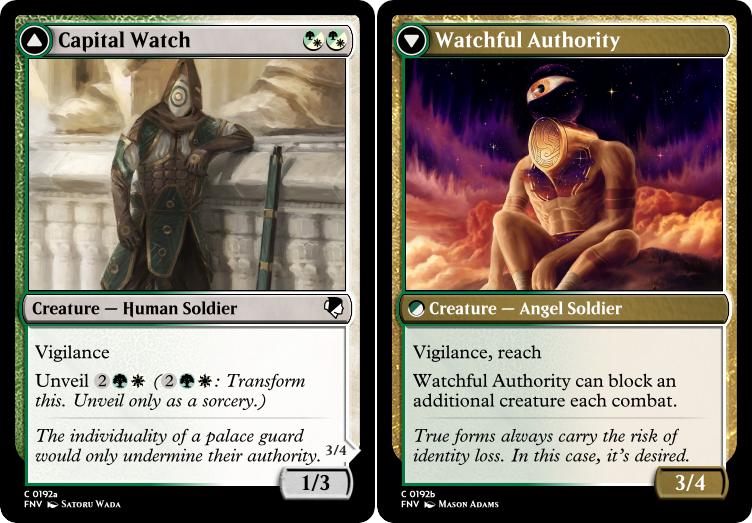 Capital Watch
Creature — Human Soldier
Vigilance
Unveil 2 (2: Transform
this. Unveil only as a sorcery.)
The individuality of a palace guard
would only undermine their authority.
3/4
1/3
C 0192a
FNV Satoru Wada
Watchful Authority
Creature — Angel Soldier
Vigilance, reach
Watchful Authority can block an
additional creature each combat.
True forms always carry the risk of
identity loss. In this case, it's desired.
3/4
C 0192b
FNV Mason Adams